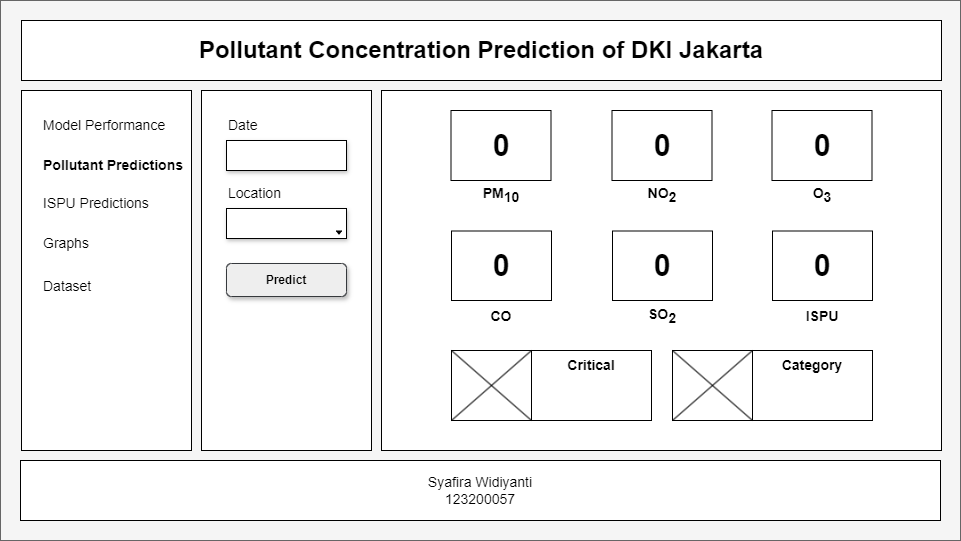 Pollutant Concentration Prediction of DKI Jakarta
Model Performance
Pollutant Predictions
ISPU Predictions
Graphs
Dataset
Date
Location
Predict
0 0 0
PM10 NO2 O3
0 0 0
CO SO2 ISPU
Critical Category
Syafira Widiyanti
123200057